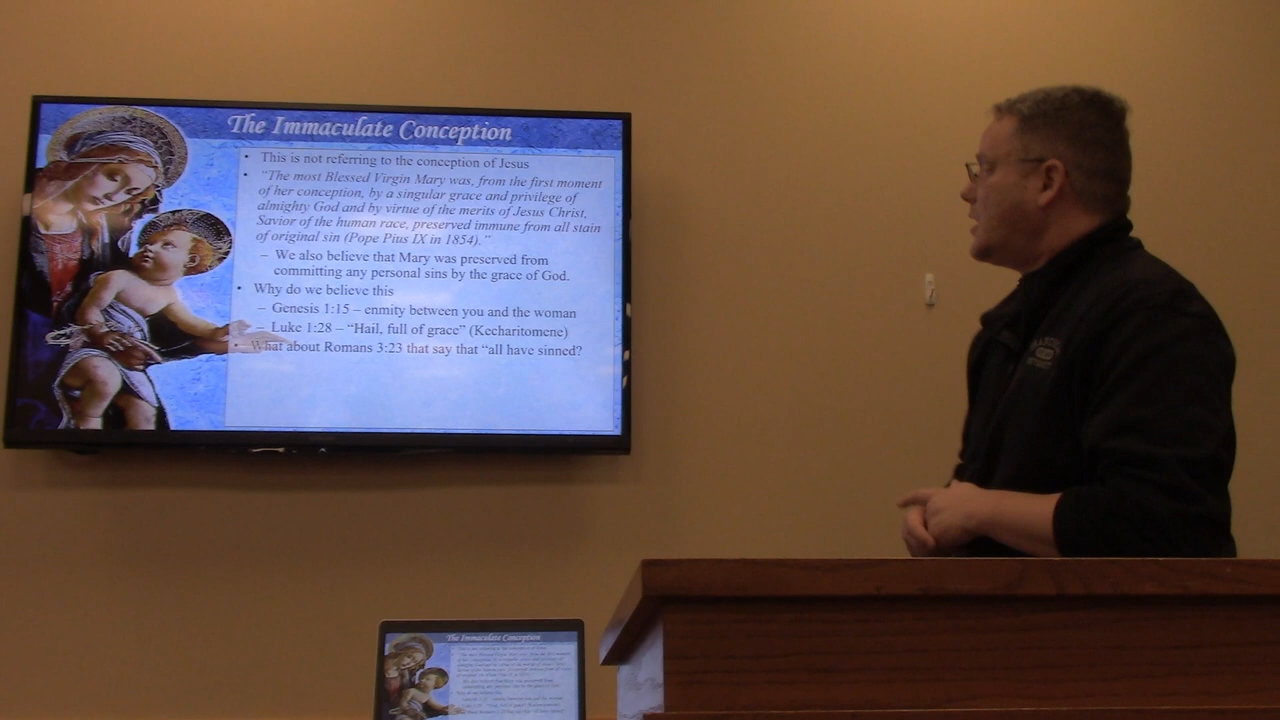 The Immaculate Conception
• This is not referring to the conception of Jesus
• "The most Blessed Virgin Mary was, from the first moment
of her conception, by a singular grace and privilege of
almighty God and by virtue of the merits of Jesus Christ,
Savior of the human race, preserved immune from all stain
of original sin (Pope Pius IX in 1854)."
– We also believe that Mary was preserved from
committing any personal sins by the grace of God.
• Why do we believe this
– Genesis 1:15 – enmity between you and the woman
– Luke 1:28 – "Hail, full of grace" (Kecharitomene)
• What about Romans 3:23 that say that "all have sinned?
The Immaculate Conception